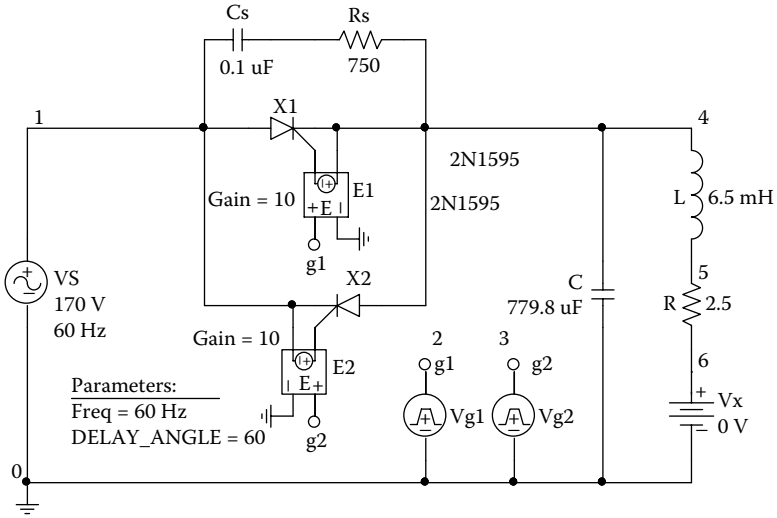 Cs
Rs
0.1 uF
750
1
X1
4
2N1595
Gain = 10
E1
+ E −
2N1595
L
6.5 mH
g1
X2
5
VS
170 V
60 Hz
C
779.8 uF
R
2.5
Gain = 10
2
3
6
E2
− E +
g1
g2
Parameters:
Freq = 60 Hz
DELAY_ANGLE = 60
Vg1
Vg2
+
Vx
0 V
−
g2
0